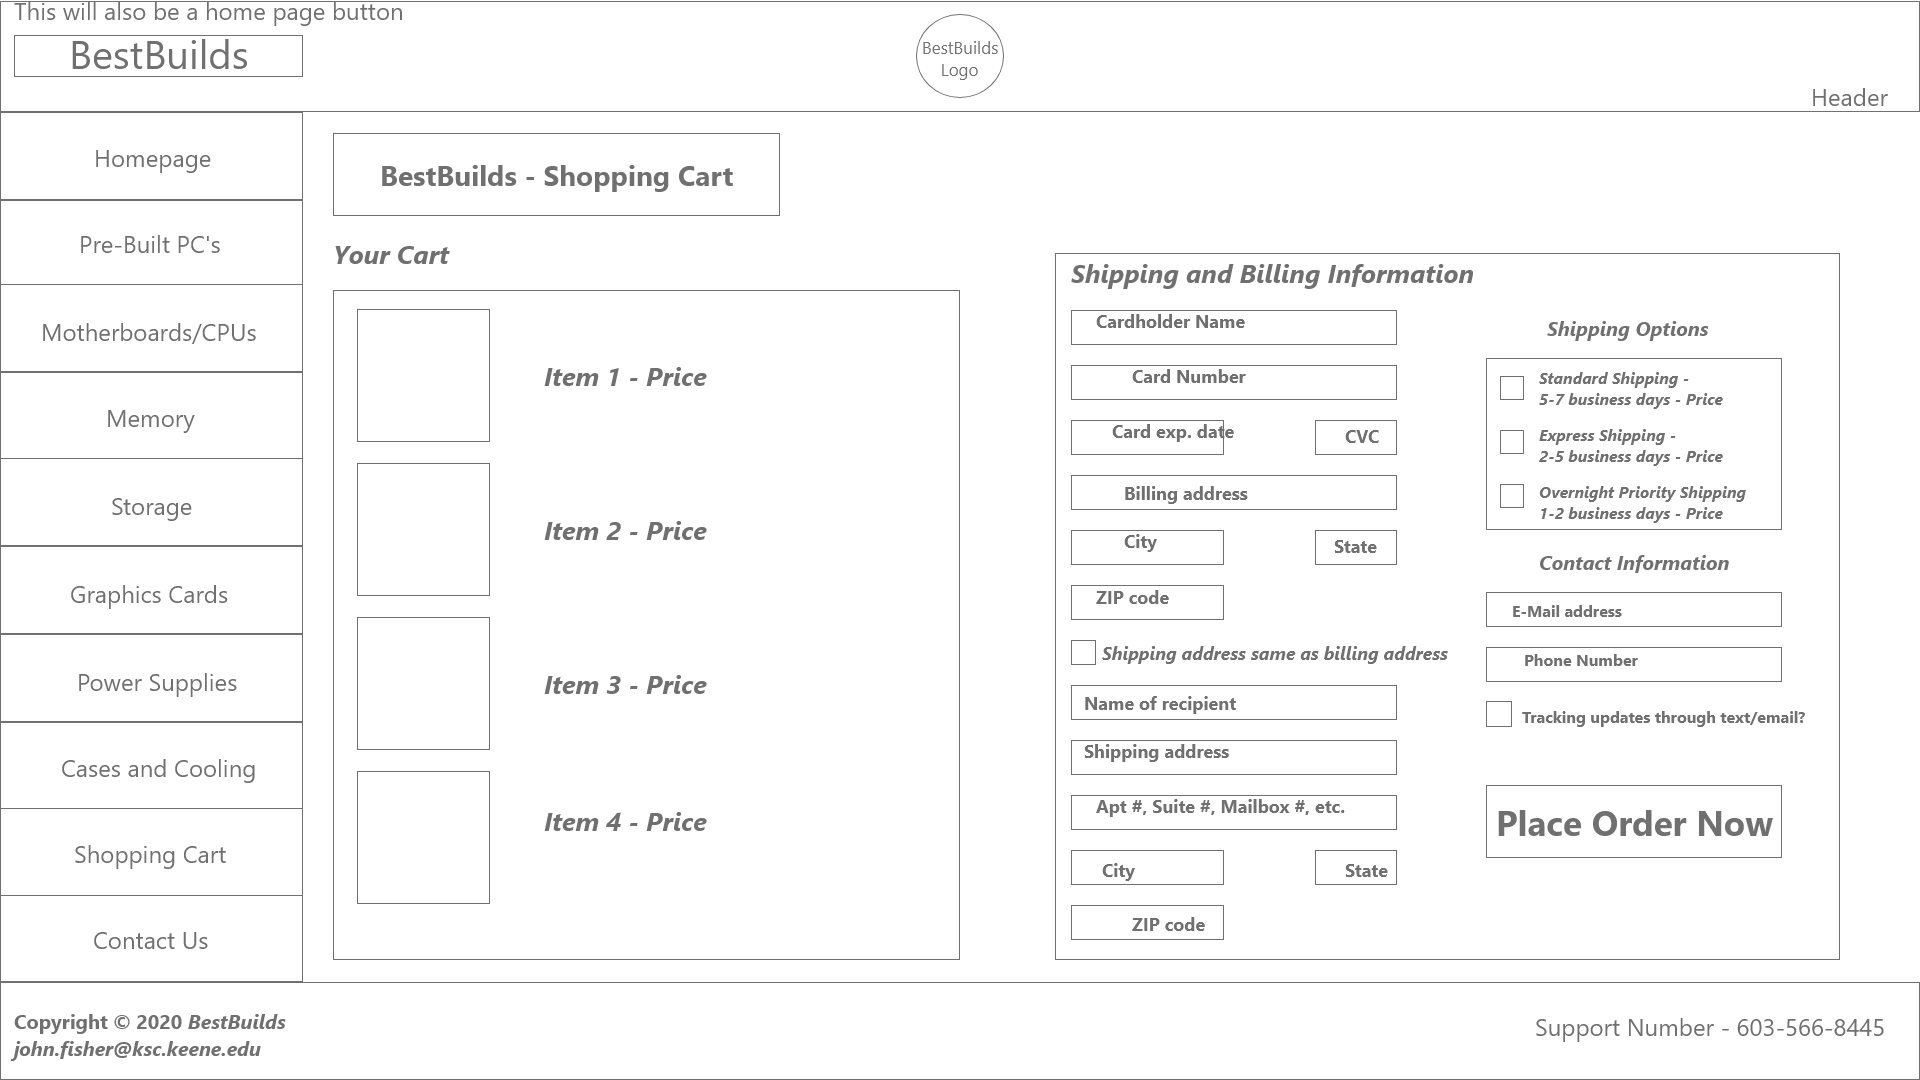 This will also be a home page button
BestBuilds
BestBuilds
Logo
Header
Homepage
Pre-Built PC's
Motherboards/CPUs
Memory
Storage
Graphics Cards
Power Supplies
Cases and Cooling
Shopping Cart
Contact Us
BestBuilds - Shopping Cart
Your Cart
Item 1 - Price
Item 2 - Price
Item 3 - Price
Item 4 - Price
Shipping and Billing Information
Cardholder Name
Card Number
Card exp. date
CVC
Billing address
City
State
ZIP code
Shipping address same as billing address
Name of recipient
Shipping address
Apt #, Suite #, Mailbox #, etc.
City
State
ZIP code
Shipping Options
Standard Shipping -
5-7 business days - Price
Express Shipping -
2-5 business days - Price
Overnight Priority Shipping
1-2 business days - Price
Contact Information
E-Mail address
Phone Number
Tracking updates through text/email?
Place Order Now
Copyright © 2020 BestBuilds
john.fisher@ksc.keene.edu
Support Number - 603-566-8445